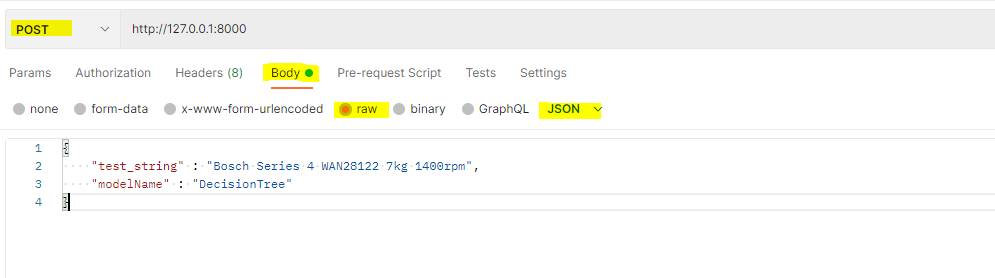 POST http://127.0.0.1:8000
Params Authorization Headers (8) Body Pre-request Script Tests Settings
none form-data x-www-form-urlencoded raw binary GraphQL JSON
1 {
2 "test_string" : "Bosch Series 4 WAN28122 7kg 1400rpm",
3 "modelName" : "DecisionTree"
4 }